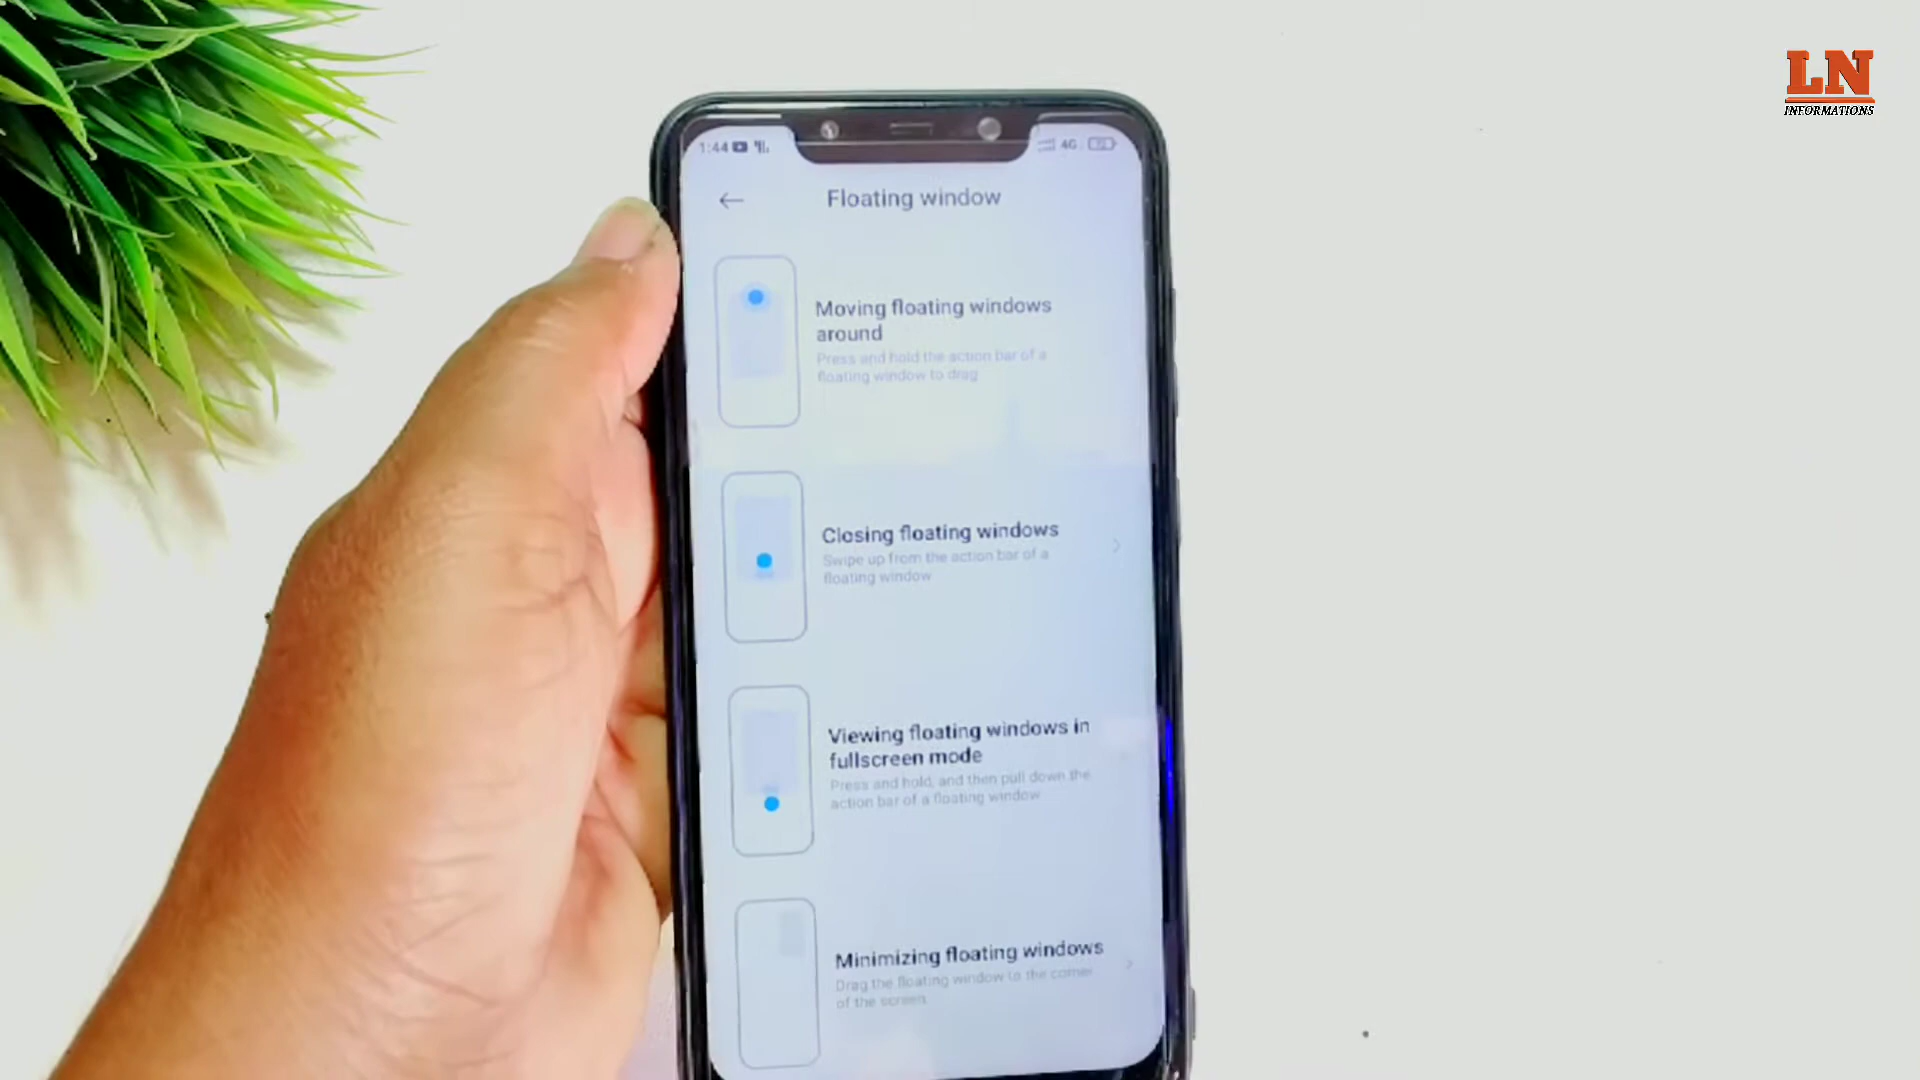 LN
INFORMATIONS
1:44
4G
Floating window
Moving floating windows
around
Press and hold the action bar of a
floating window to drag
Closing floating windows
Swipe up from the action bar of a
floating window
Viewing floating windows in
fullscreen mode
Press and hold, and then pull down the
action bar of a floating window
Minimizing floating windows
Drag the floating window to the corner
of the screen